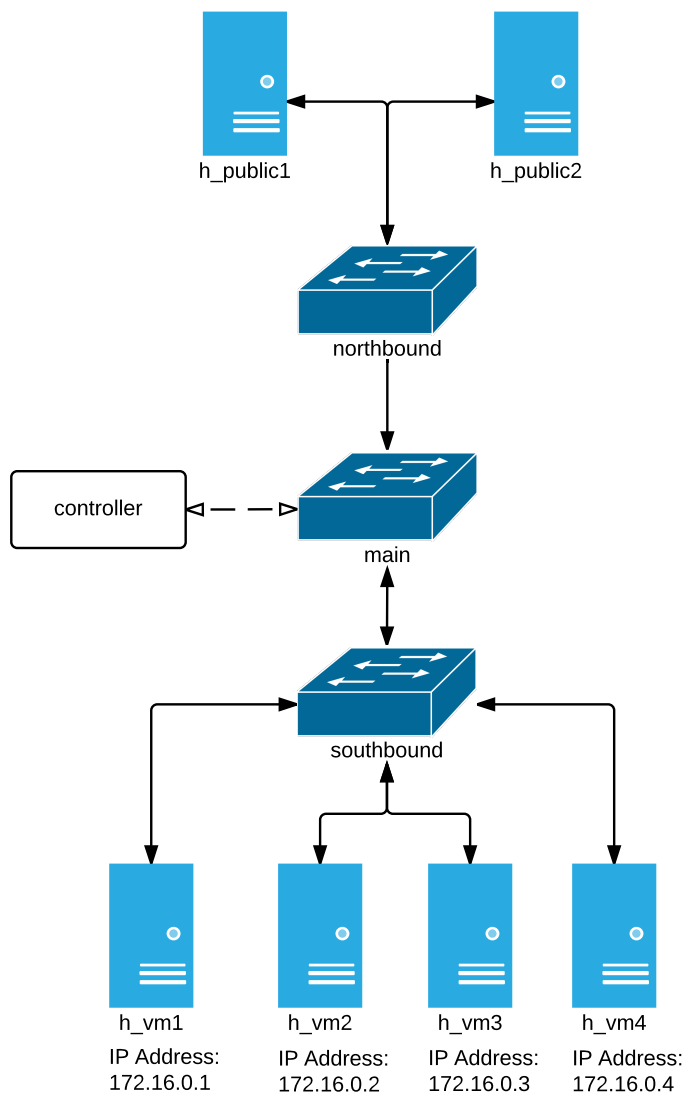 h_public1
h_public2
northbound
controller
main
southbound
h_vm1
h_vm2
h_vm3
h_vm4
IP Address:
172.16.0.1
IP Address:
172.16.0.2
IP Address:
172.16.0.3
IP Address:
172.16.0.4